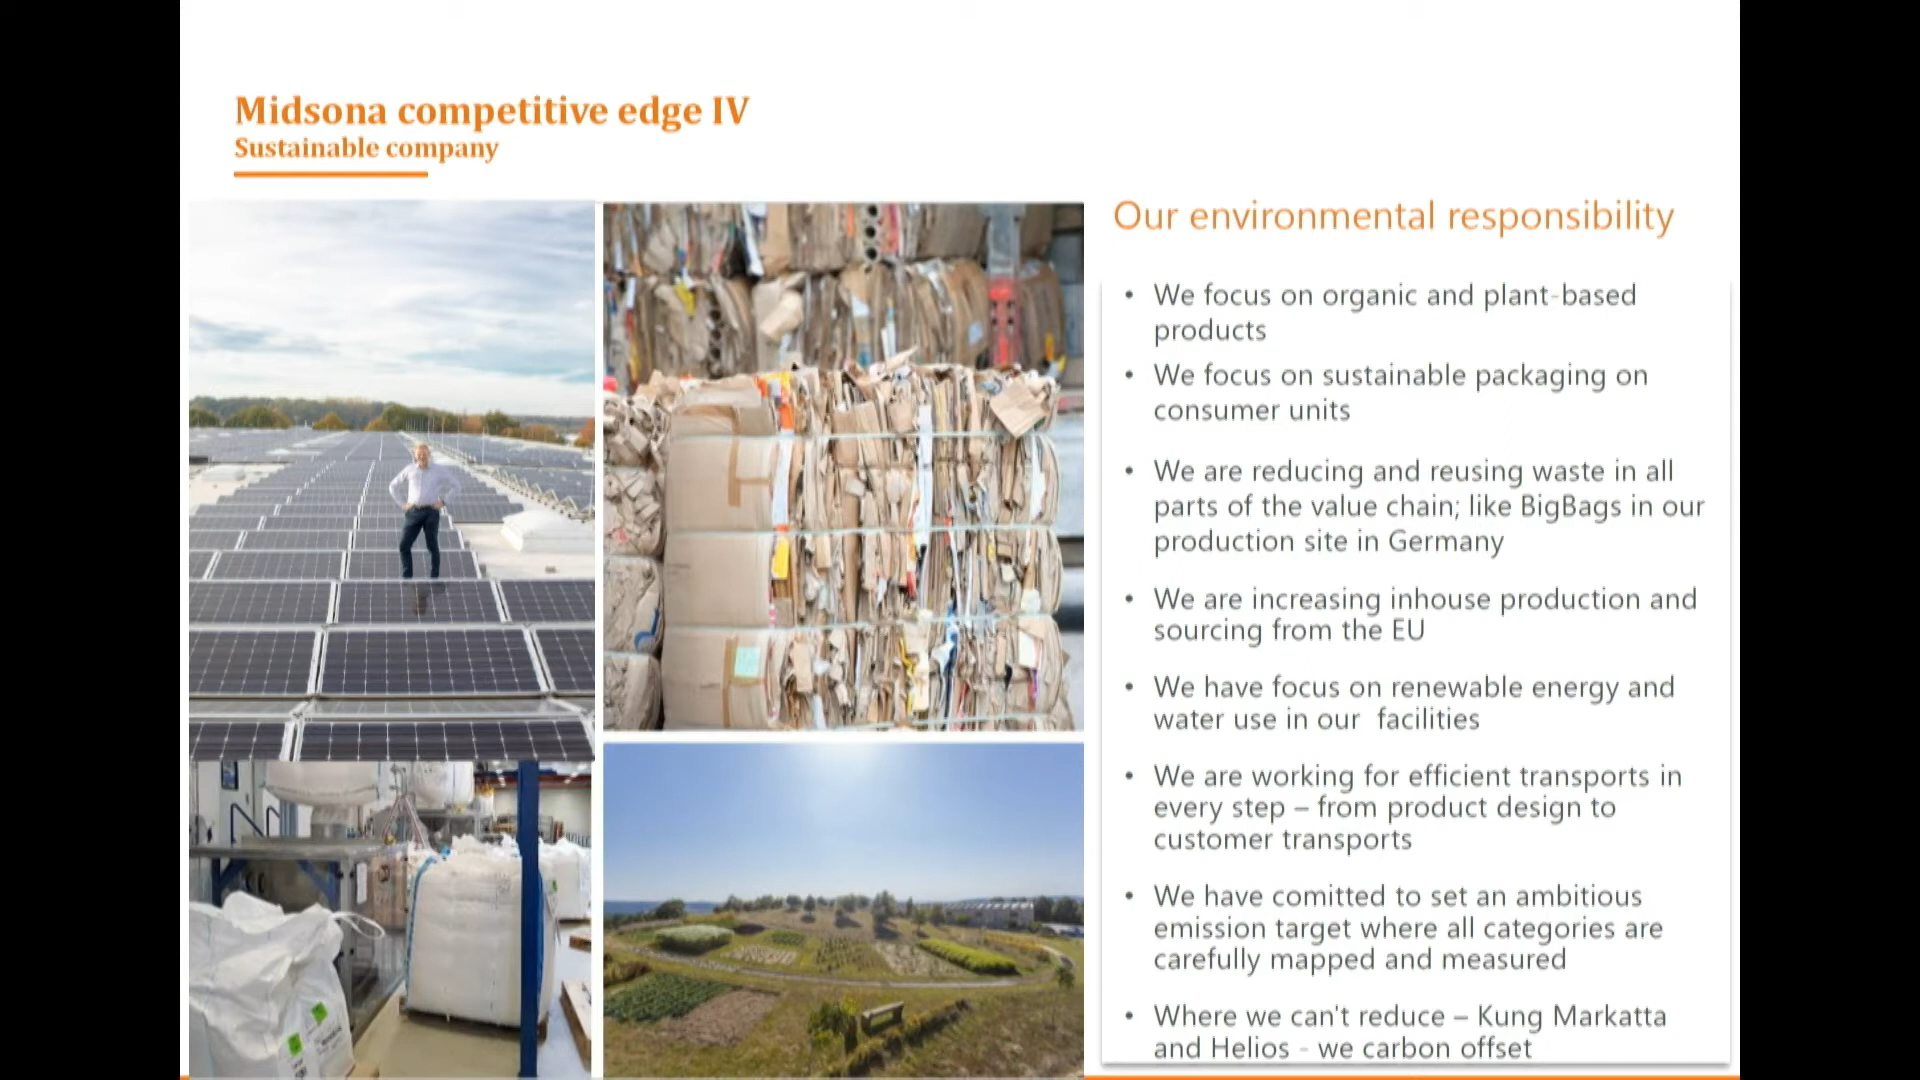 Midsona competitive edge IV
Sustainable company
Our environmental responsibility
• We focus on organic and plant-based
products
• We focus on sustainable packaging on
consumer units
• We are reducing and reusing waste in all
parts of the value chain; like BigBags in our
production site in Germany
• We are increasing inhouse production and
sourcing from the EU
• We have focus on renewable energy and
water use in our facilities
• We are working for efficient transports in
every step – from product design to
customer transports
• We have comitted to set an ambitious
emission target where all categories are
carefully mapped and measured
• Where we can't reduce – Kung Markatta
and Helios - we carbon offset